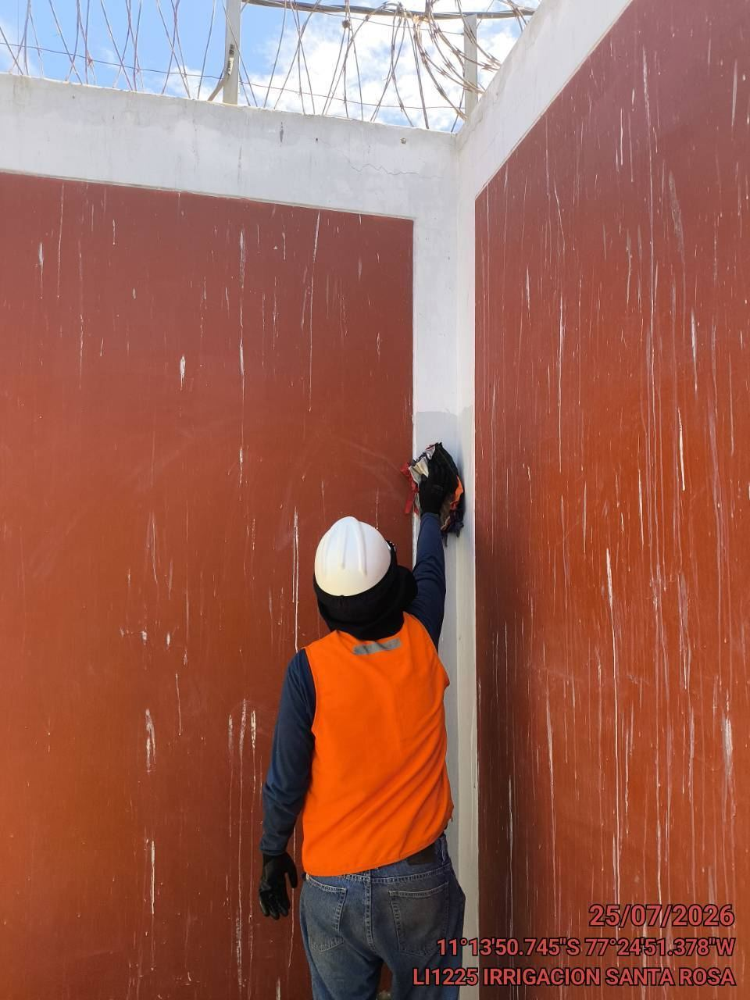 25/07/2026
11°13'50.745"S 77°24'51.378"W
LI1225 IRRIGACION SANTA ROSA